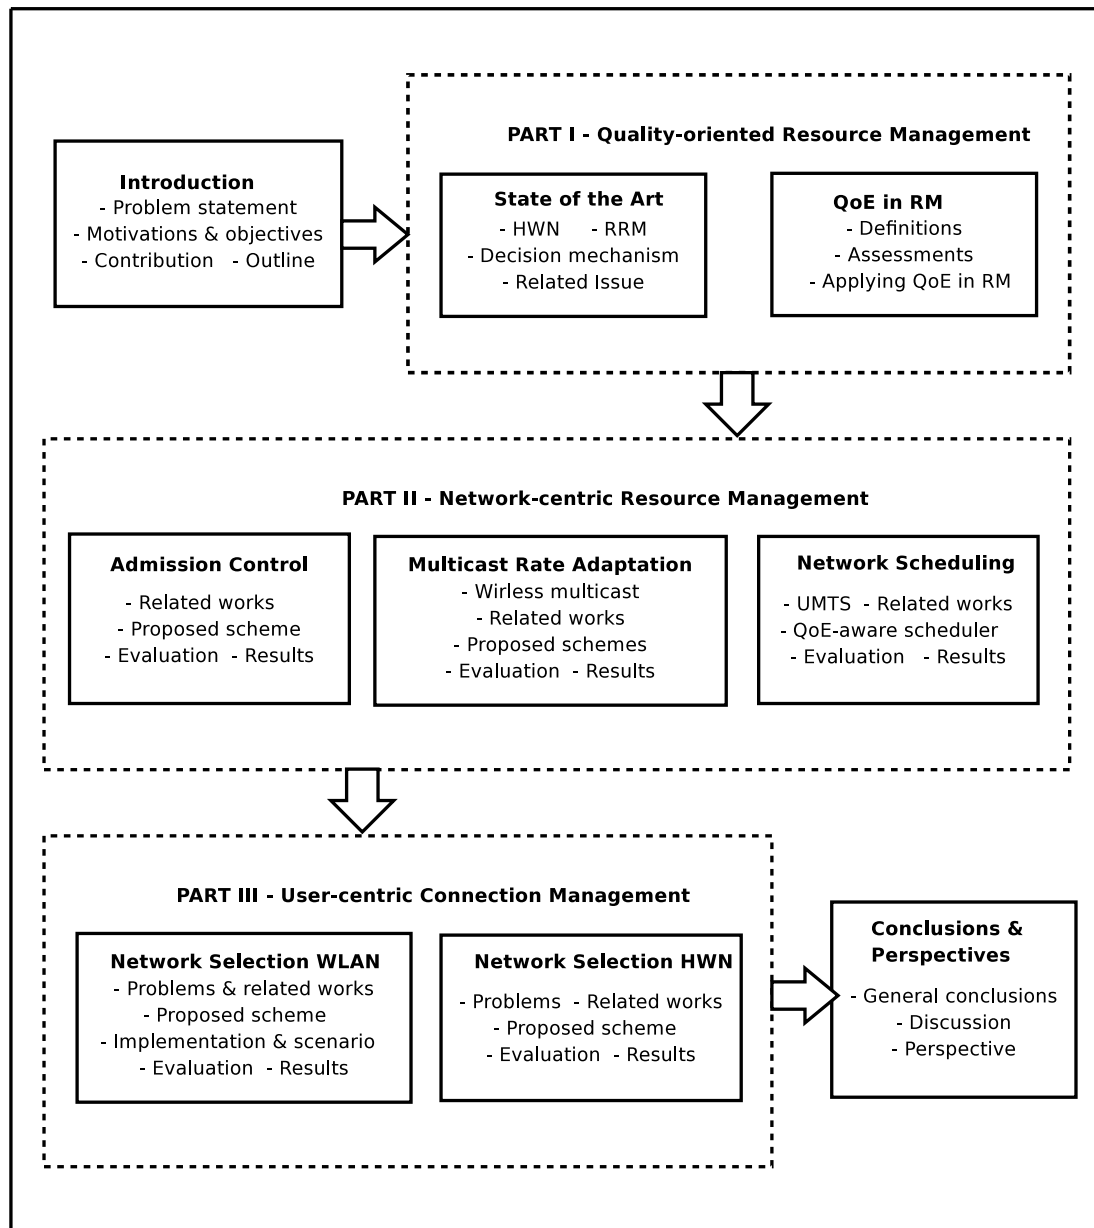 Introduction
- Problem statement
- Motivations & objectives
- Contribution - Outline
PART I - Quality-oriented Resource Management
State of the Art
- HWN - RRM
- Decision mechanism
- Related Issue
QoE in RM
- Definitions
- Assessments
- Applying QoE in RM
PART II - Network-centric Resource Management
Admission Control
- Related works
- Proposed scheme
- Evaluation - Results
Multicast Rate Adaptation
- Wirless multicast
- Related works
- Proposed schemes
- Evaluation - Results
Network Scheduling
- UMTS - Related works
- QoE-aware scheduler
- Evaluation - Results
PART III - User-centric Connection Management
Network Selection WLAN
- Problems & related works
- Proposed scheme
- Implementation & scenario
- Evaluation - Results
Network Selection HWN
- Problems - Related works
- Proposed scheme
- Evaluation - Results
Conclusions &
Perspectives
- General conclusions
- Discussion
- Perspective